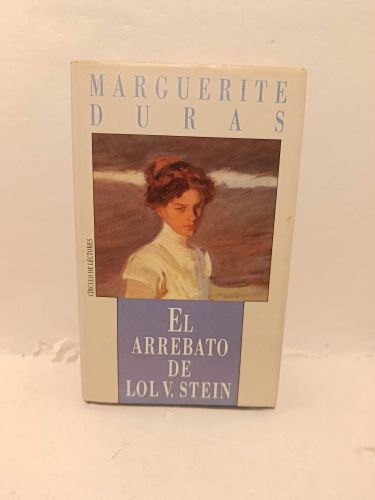 MARGUERITE
DURAS
CÍRCULO DE LECTORES
EL
ARREBATO
DE
LOL V. STEIN